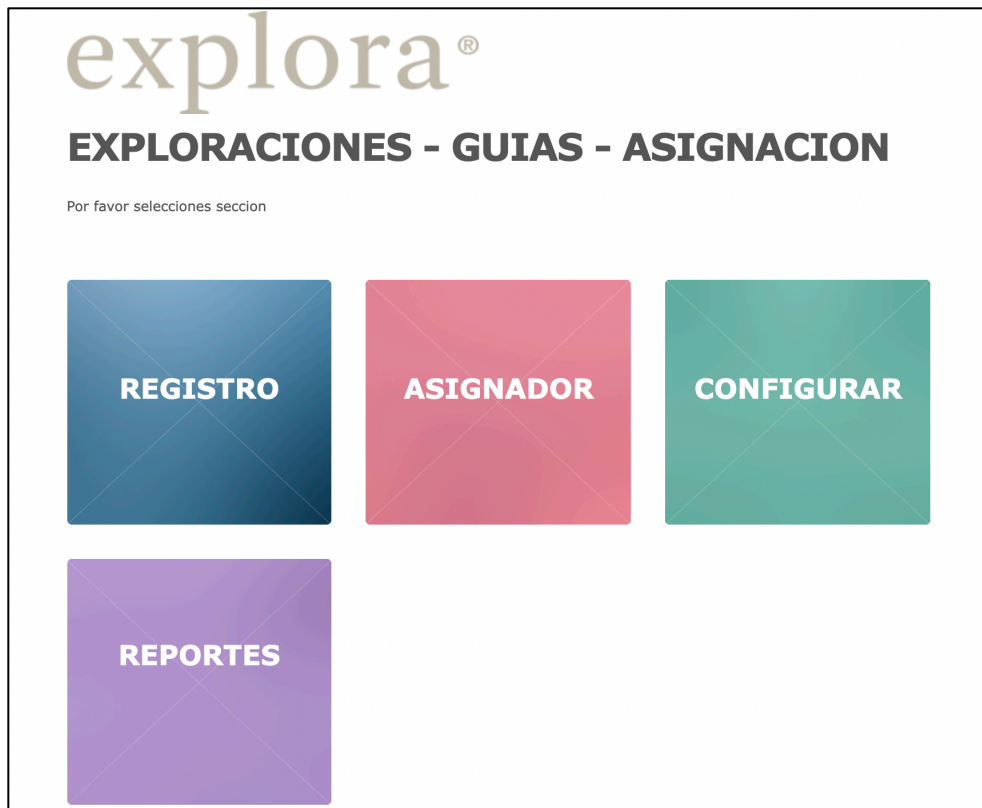 explora®
EXPLORACIONES - GUIAS - ASIGNACION
Por favor selecciones seccion
REGISTRO
ASIGNADOR
CONFIGURAR
REPORTES